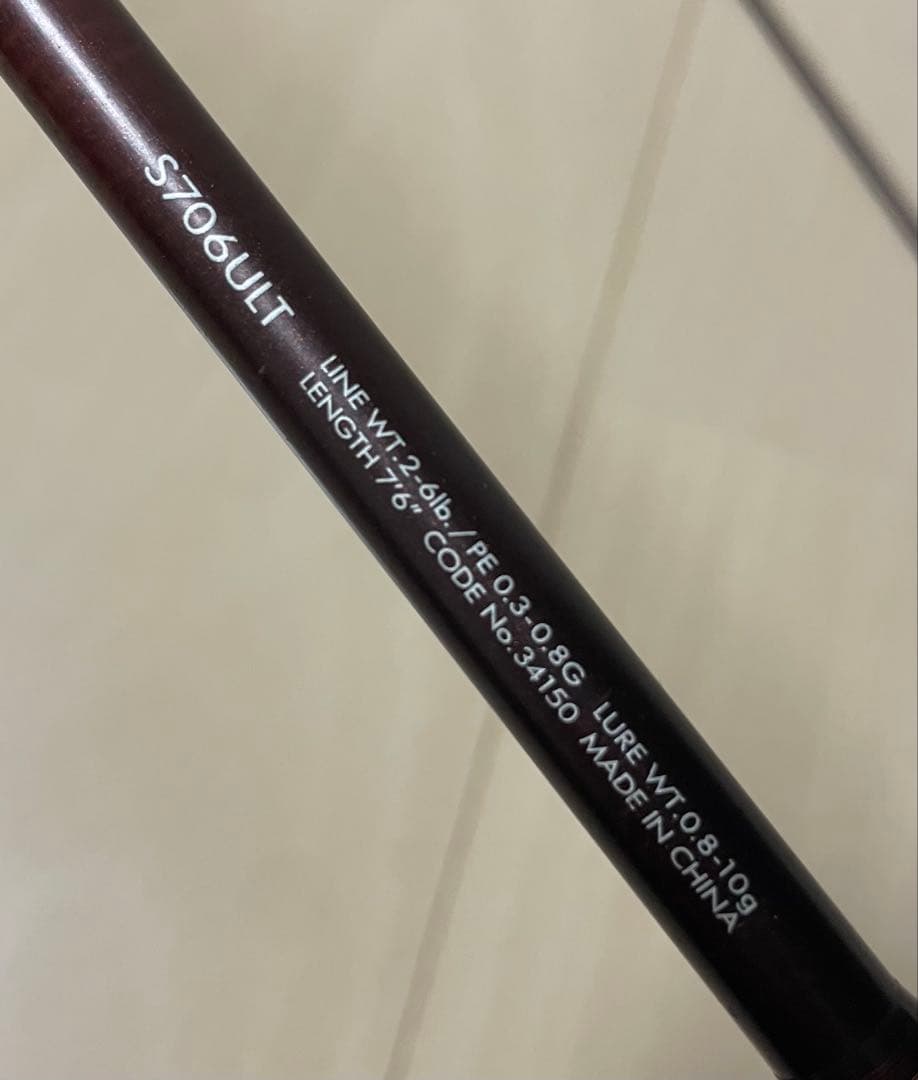 S706ULT
LINE WT.2-6lb./ PE 0.3-0.8G LURE WT.0.8-10g
LENGTH 7'6" CODE No.34150 MADE IN CHINA